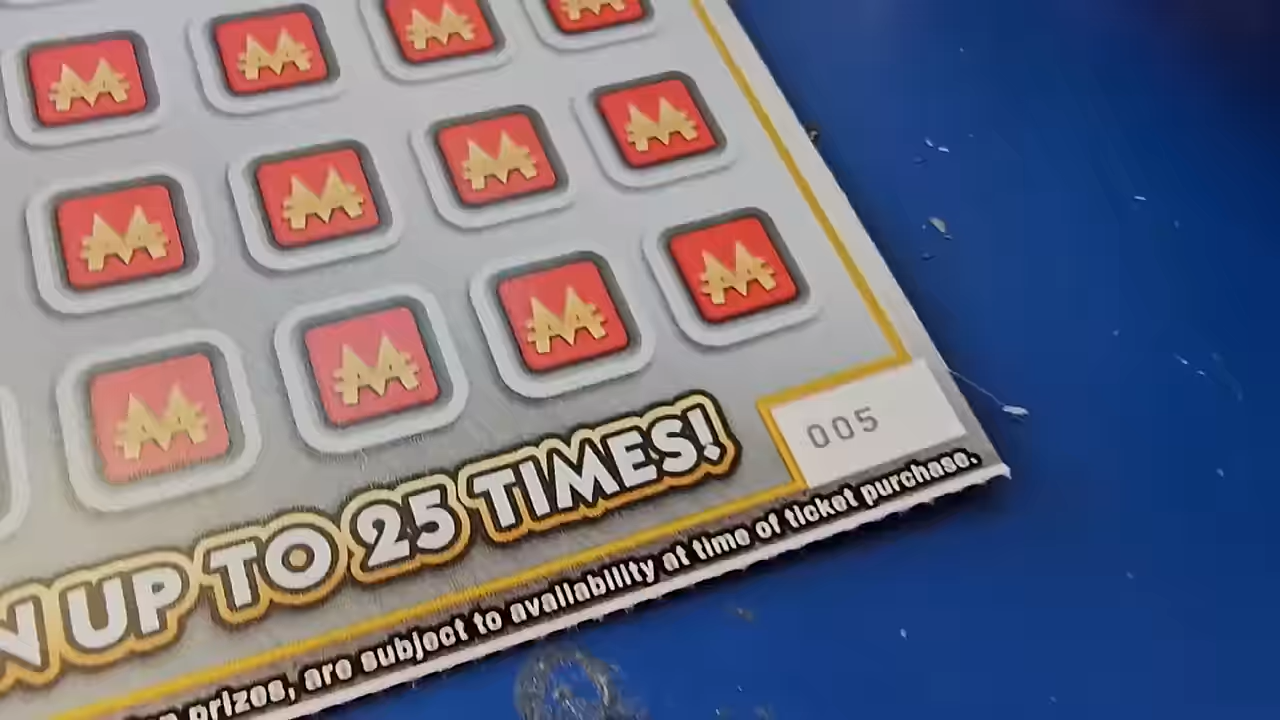 005
UP TO 25 TIMES!
prizes, are subject to availability at time of ticket purchase.